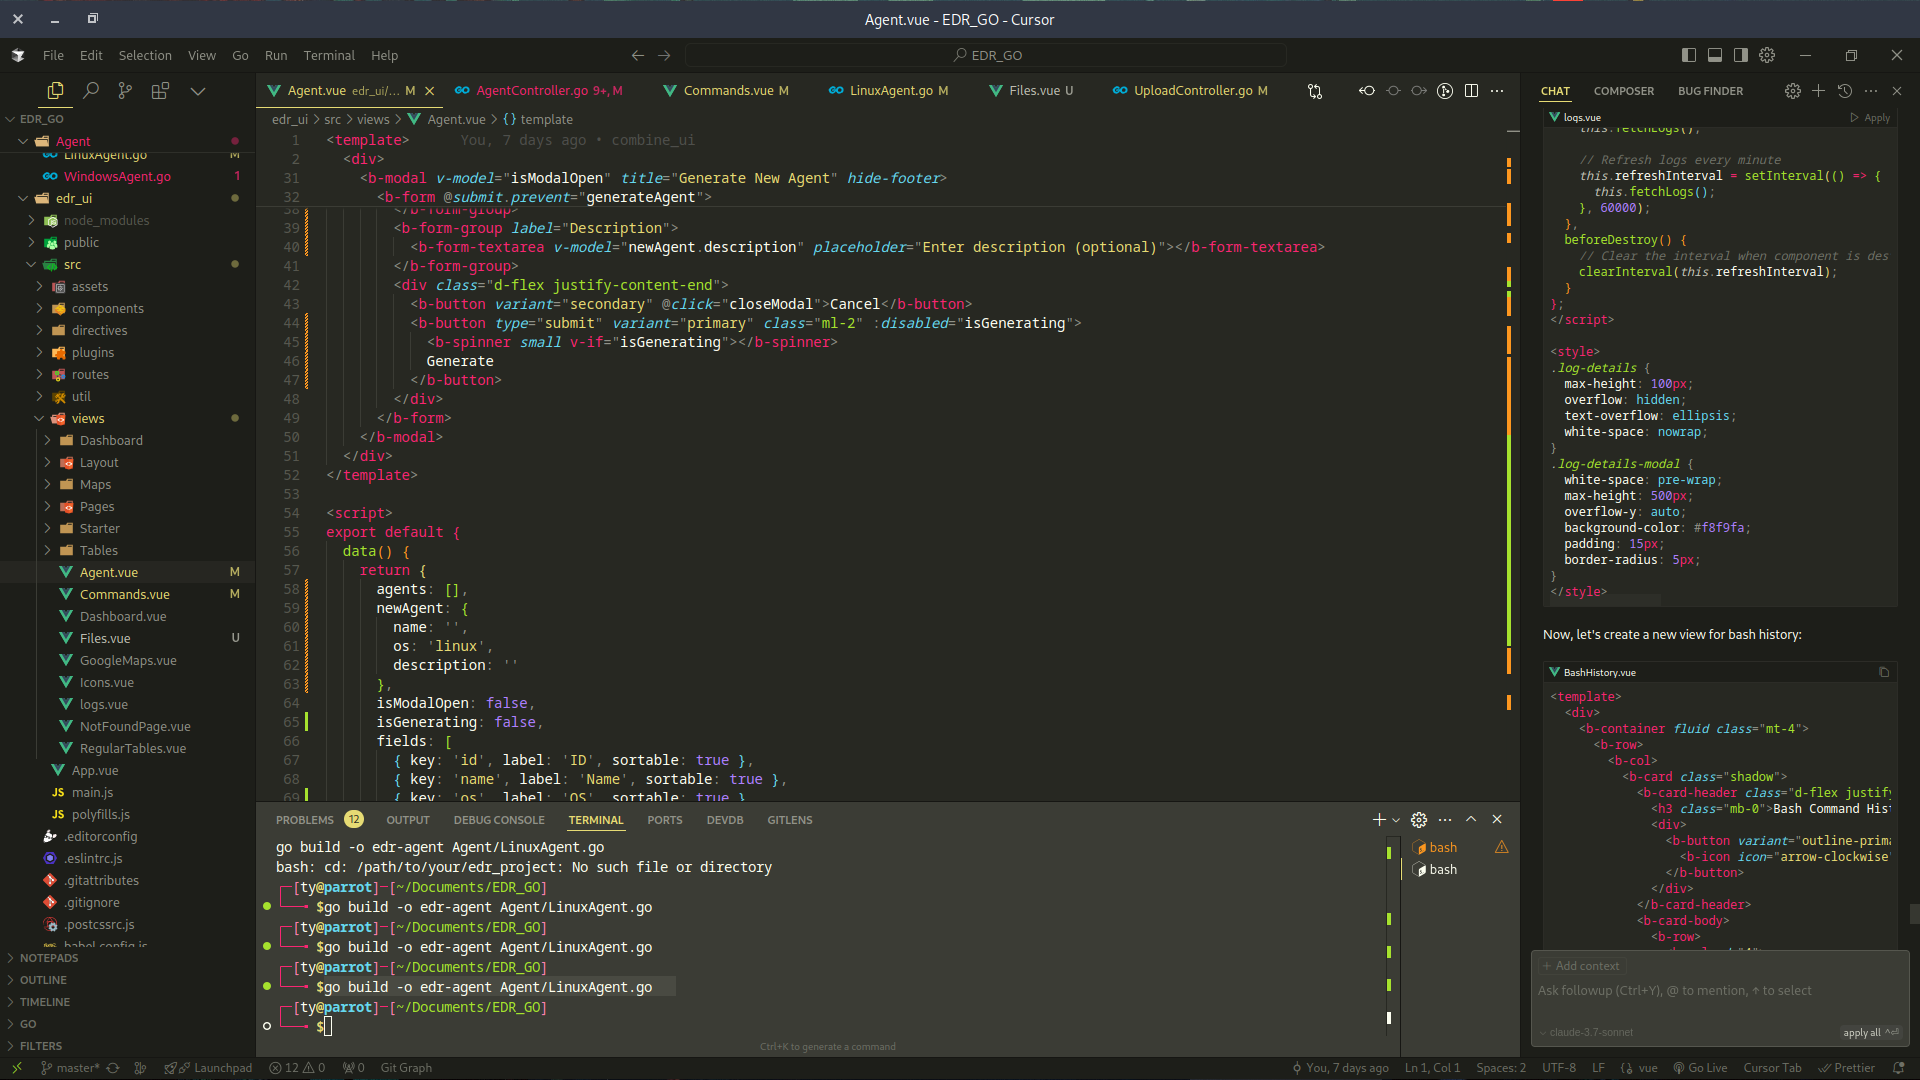 Agent.vue - EDR_GO - Cursor
File Edit Selection View Go Run Terminal Help
EDR_GO
EDR_GO
Agent
LinuxAgent.go M
WindowsAgent.go 1
edr_ui
node_modules
public
src
assets
components
directives
plugins
routes
util
views
Dashboard
Layout
Maps
Pages
Starter
Tables
Agent.vue M
Commands.vue M
Dashboard.vue
Files.vue U
GoogleMaps.vue
Icons.vue
logs.vue
NotFoundPage.vue
RegularTables.vue
App.vue
JS main.js
JS polyfills.js
.editorconfig
.eslintrc.js
.gitattributes
.gitignore
.postcssrc.js
babel.config.js
NOTEPADS
OUTLINE
TIMELINE
GO
FILTERS
Agent.vue edr_ui/... M
AgentController.go 9+, M
Commands.vue M
LinuxAgent.go M
Files.vue U
UploadController.go M
edr_ui > src > views > Agent.vue > {} template
1 <template> You, 7 days ago • combine_ui
2 <div>
31 <b-modal v-model="isModalOpen" title="Generate New Agent" hide-footer>
32 <b-form @submit.prevent="generateAgent">
38 </b-form-group>
39 <b-form-group label="Description">
40 <b-form-textarea v-model="newAgent.description" placeholder="Enter description (optional)"></b-form-textarea>
41 </b-form-group>
42 <div class="d-flex justify-content-end">
43 <b-button variant="secondary" @click="closeModal">Cancel</b-button>
44 <b-button type="submit" variant="primary" class="ml-2" :disabled="isGenerating">
45 <b-spinner small v-if="isGenerating"></b-spinner>
46 Generate
47 </b-button>
48 </div>
49 </b-form>
50 </b-modal>
51 </div>
52 </template>
53
54 <script>
55 export default {
56 data() {
57 return {
58 agents: [],
59 newAgent: {
60 name: '',
61 os: 'linux',
62 description: ''
63 },
64 isModalOpen: false,
65 isGenerating: false,
66 fields: [
67 { key: 'id', label: 'ID', sortable: true },
68 { key: 'name', label: 'Name', sortable: true },
69 { key: 'os', label: 'OS', sortable: true }
PROBLEMS 12 OUTPUT DEBUG CONSOLE TERMINAL PORTS DEVDB GITLENS
go build -o edr-agent Agent/LinuxAgent.go
bash: cd: /path/to/your/edr_project: No such file or directory
[ty@parrot]─[~/Documents/EDR_GO]
$go build -o edr-agent Agent/LinuxAgent.go
[ty@parrot]─[~/Documents/EDR_GO]
$go build -o edr-agent Agent/LinuxAgent.go
[ty@parrot]─[~/Documents/EDR_GO]
$go build -o edr-agent Agent/LinuxAgent.go
[ty@parrot]─[~/Documents/EDR_GO]
$
Ctrl+K to generate a command
bash
bash
CHAT COMPOSER BUG FINDER
logs.vue Apply
this.fetchLogs();
// Refresh logs every minute
this.refreshInterval = setInterval(() => {
this.fetchLogs();
}, 60000);
},
beforeDestroy() {
// Clear the interval when component is des
clearInterval(this.refreshInterval);
}
};
</script>
<style>
.log-details {
max-height: 100px;
overflow: hidden;
text-overflow: ellipsis;
white-space: nowrap;
}
.log-details-modal {
white-space: pre-wrap;
max-height: 500px;
overflow-y: auto;
background-color: #f8f9fa;
padding: 15px;
border-radius: 5px;
}
</style>
Now, let's create a new view for bash history:
BashHistory.vue
<template>
<div>
<b-container fluid class="mt-4">
<b-row>
<b-col>
<b-card class="shadow">
<b-card-header class="d-flex justify
<h3 class="mb-0">Bash Command His
<div>
<b-button variant="outline-prim
<b-icon icon="arrow-clockwise"
</b-button>
</div>
</b-card-header>
<b-card-body>
<b-row>
+ Add context
Ask followup (Ctrl+Y), @ to mention, ↑ to select
claude-3.7-sonnet
apply all
master* Launchpad 12 0 0 Git Graph
You, 7 days ago Ln 1, Col 1 Spaces: 2 UTF-8 LF {} vue Go Live Cursor Tab Prettier